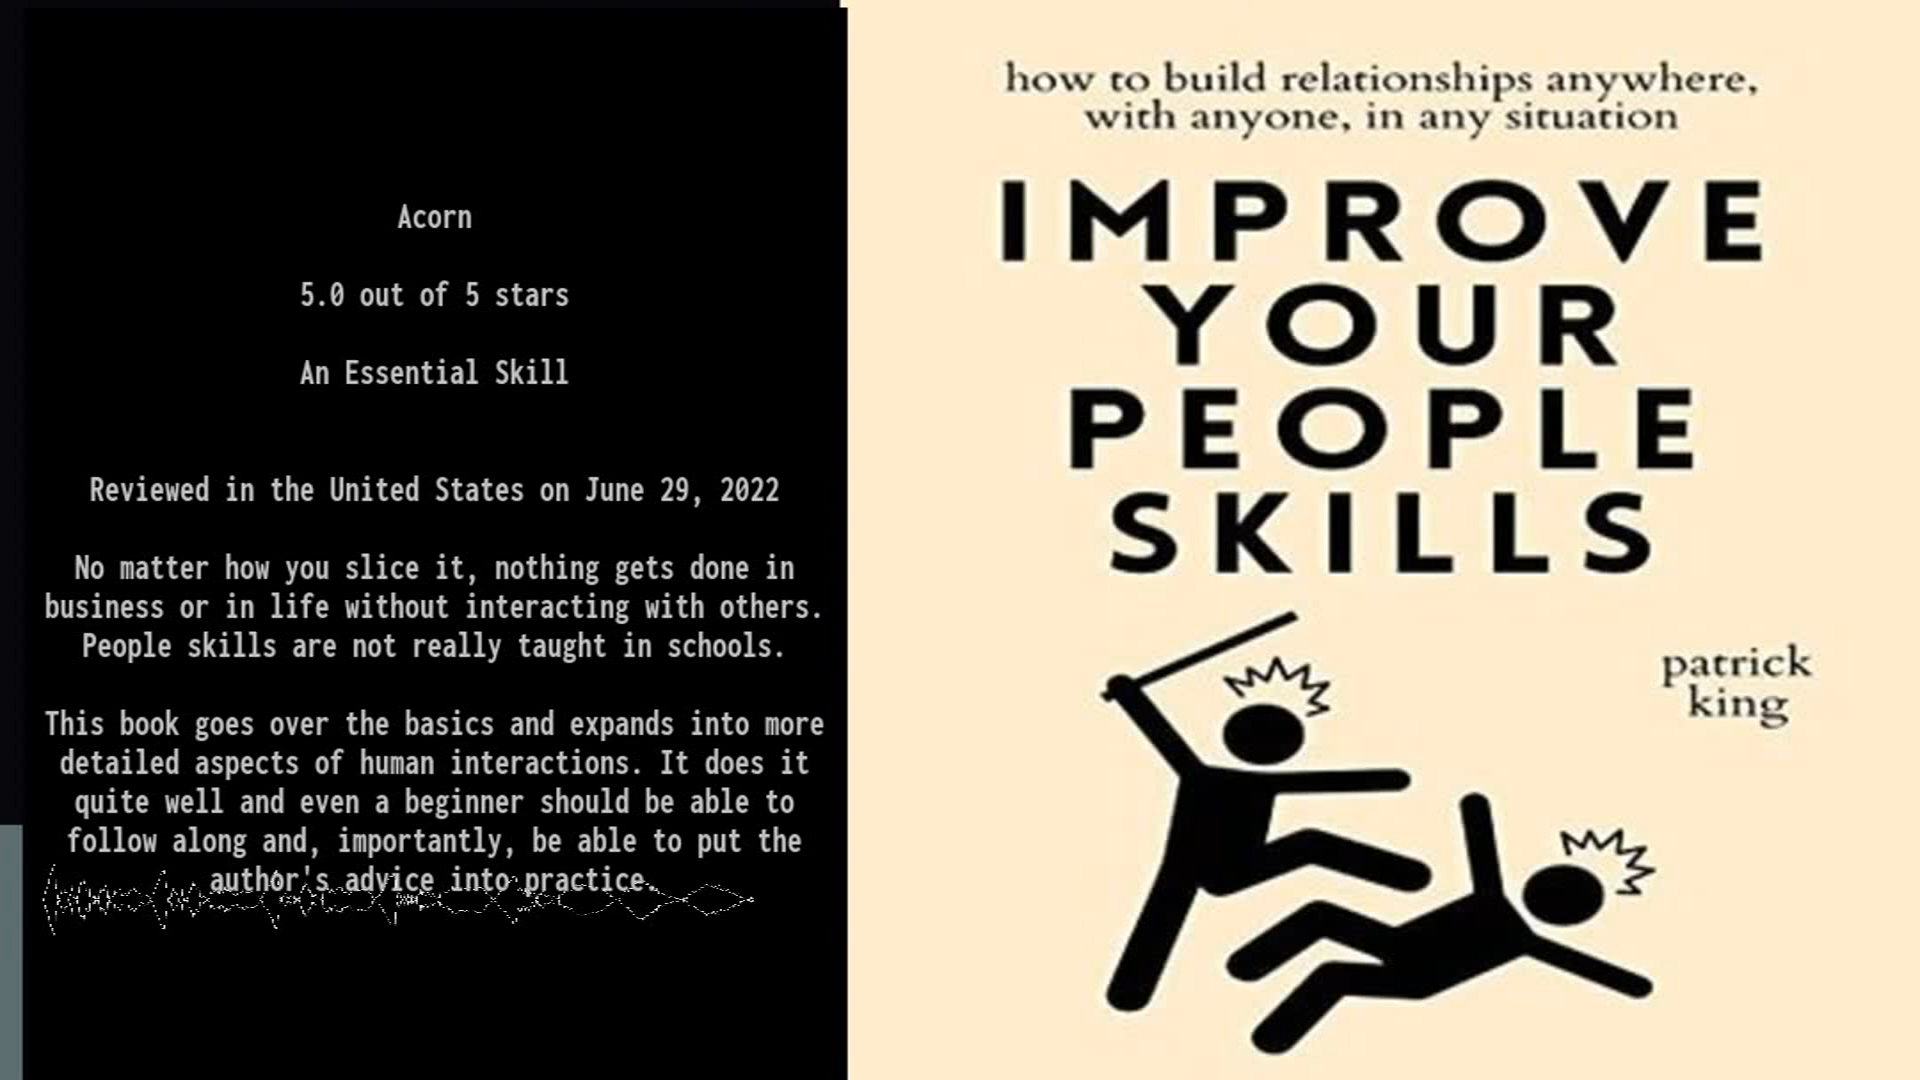 Acorn
5.0 out of 5 stars
An Essential Skill
Reviewed in the United States on June 29, 2022
No matter how you slice it, nothing gets done in
business or in life without interacting with others.
People skills are not really taught in schools.
This book goes over the basics and expands into more
detailed aspects of human interactions. It does it
quite well and even a beginner should be able to
follow along and, importantly, be able to put the
author's advice into practice.
how to build relationships anywhere,
with anyone, in any situation
IMPROVE
YOUR
PEOPLE
SKILLS
patrick
king